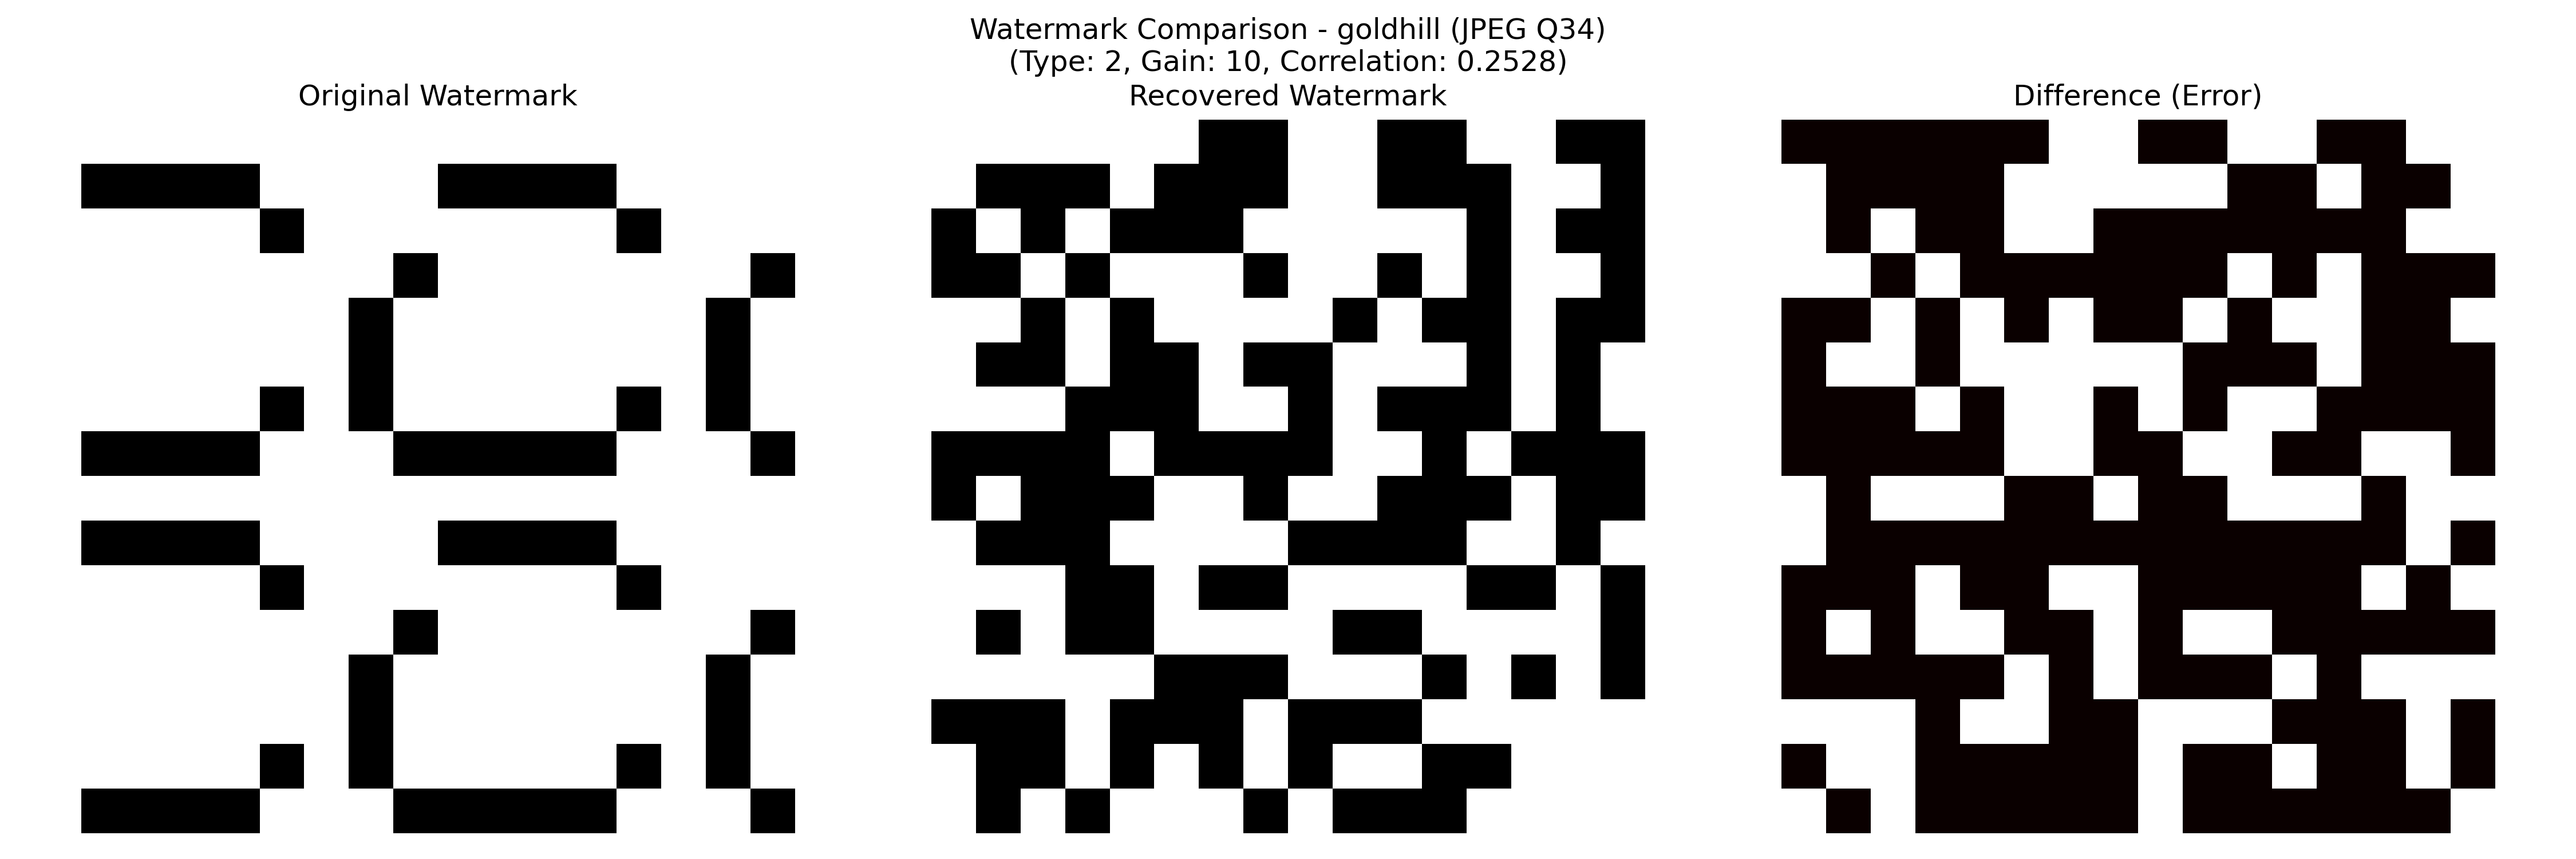 Watermark Comparison - goldhill (JPEG Q34)
(Type: 2, Gain: 10, Correlation: 0.2528)
Original Watermark
Recovered Watermark
Difference (Error)